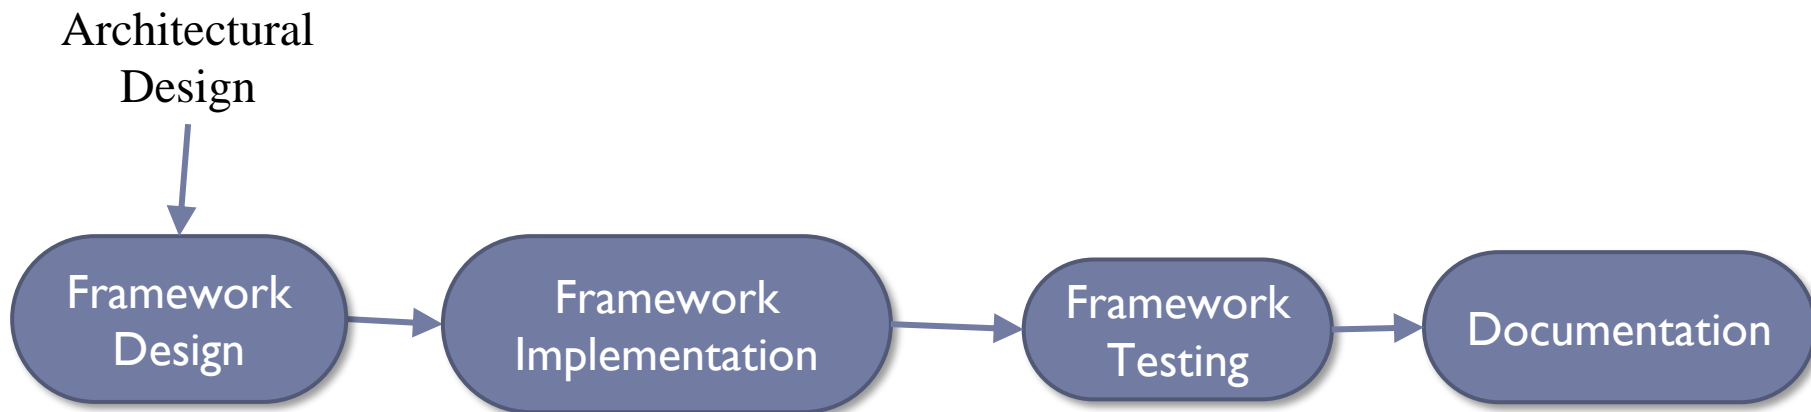 Architectural
Design
Framework
Design
Framework
Implementation
Framework
Testing
Documentation